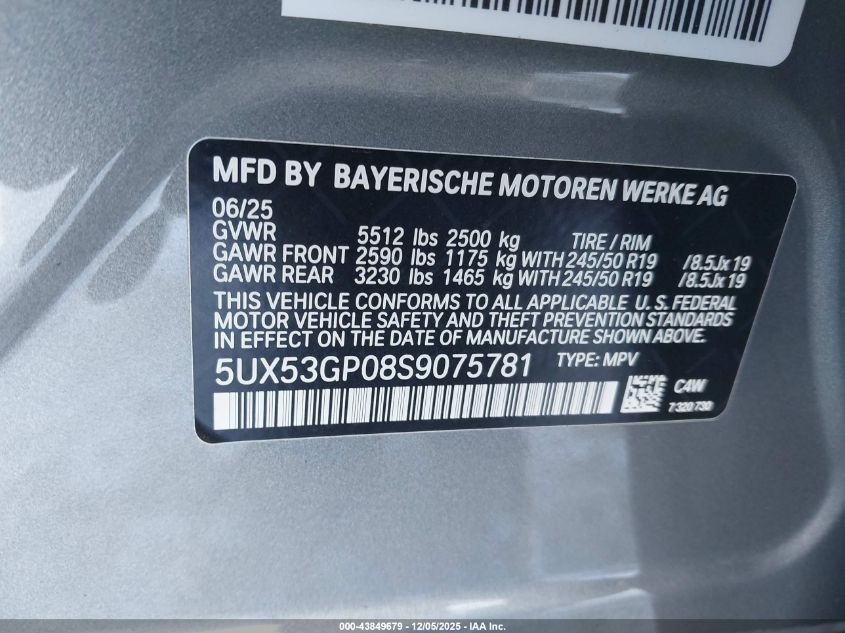 MFD BY BAYERISCHE MOTOREN WERKE AG
06/25
GVWR 5512 lbs 2500 kg TIRE / RIM
GAWR FRONT 2590 lbs 1175 kg WITH 245/50 R19 /8.5Jx19
GAWR REAR 3230 lbs 1465 kg WITH 245/50 R19 /8.5Jx19
THIS VEHICLE CONFORMS TO ALL APPLICABLE U. S. FEDERAL
MOTOR VEHICLE SAFETY AND THEFT PREVENTION STANDARDS
IN EFFECT ON THE DATE OF MANUFACTURE SHOWN ABOVE.
5UX53GP08S9075781 TYPE: MPV
C4W
7 320 730
000-43849679 - 12/05/2025 - IAA Inc.